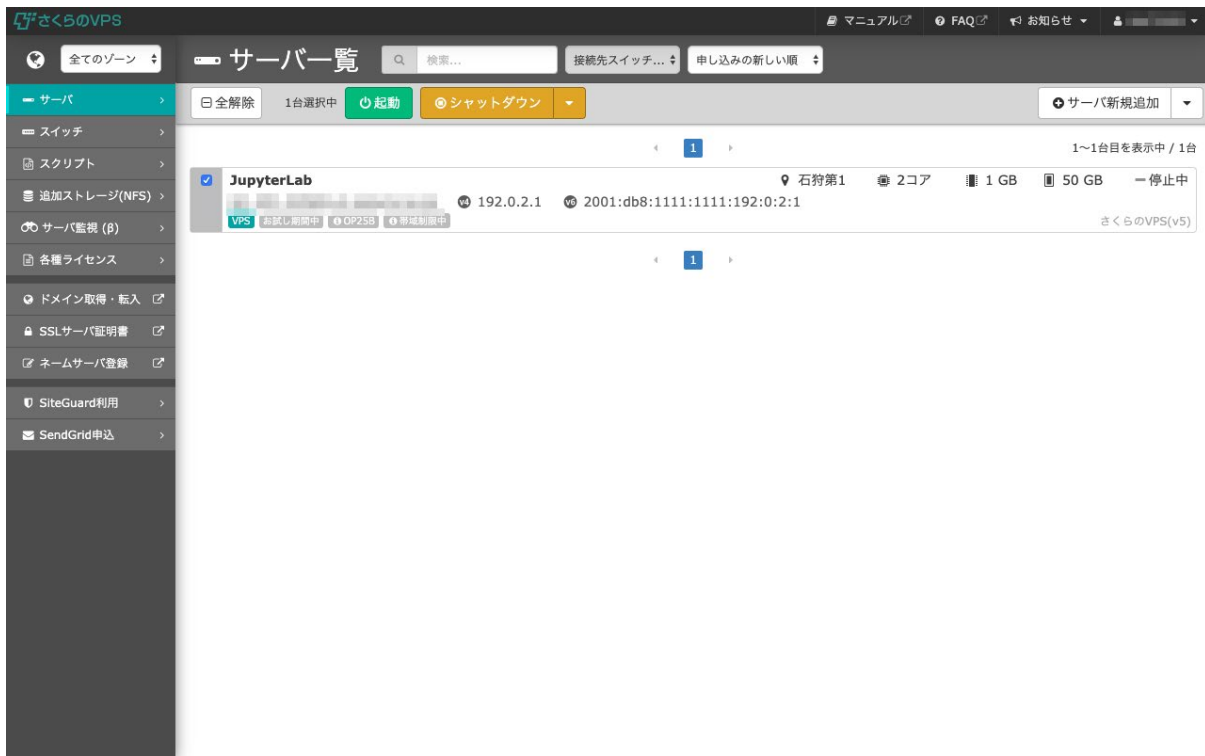 さくらのVPS
マニュアル FAQ お知らせ
全てのゾーン
サーバ一覧 検索... 接続先スイッチ... 申し込みの新しい順
サーバ
スイッチ
スクリプト
追加ストレージ(NFS)
サーバ監視 (β)
各種ライセンス
ドメイン取得・転入
SSLサーバ証明書
ネームサーバ登録
SiteGuard利用
SendGrid申込
全解除 1台選択中 起動 シャットダウン サーバ新規追加
1 1〜1台目を表示中 / 1台
JupyterLab 石狩第1 2コア 1 GB 50 GB 停止中
v4 192.0.2.1 v6 2001:db8:1111:1111:192:0:2:1
VPS お試し期間中 OP25B 帯域制限中 さくらのVPS(v5)
1